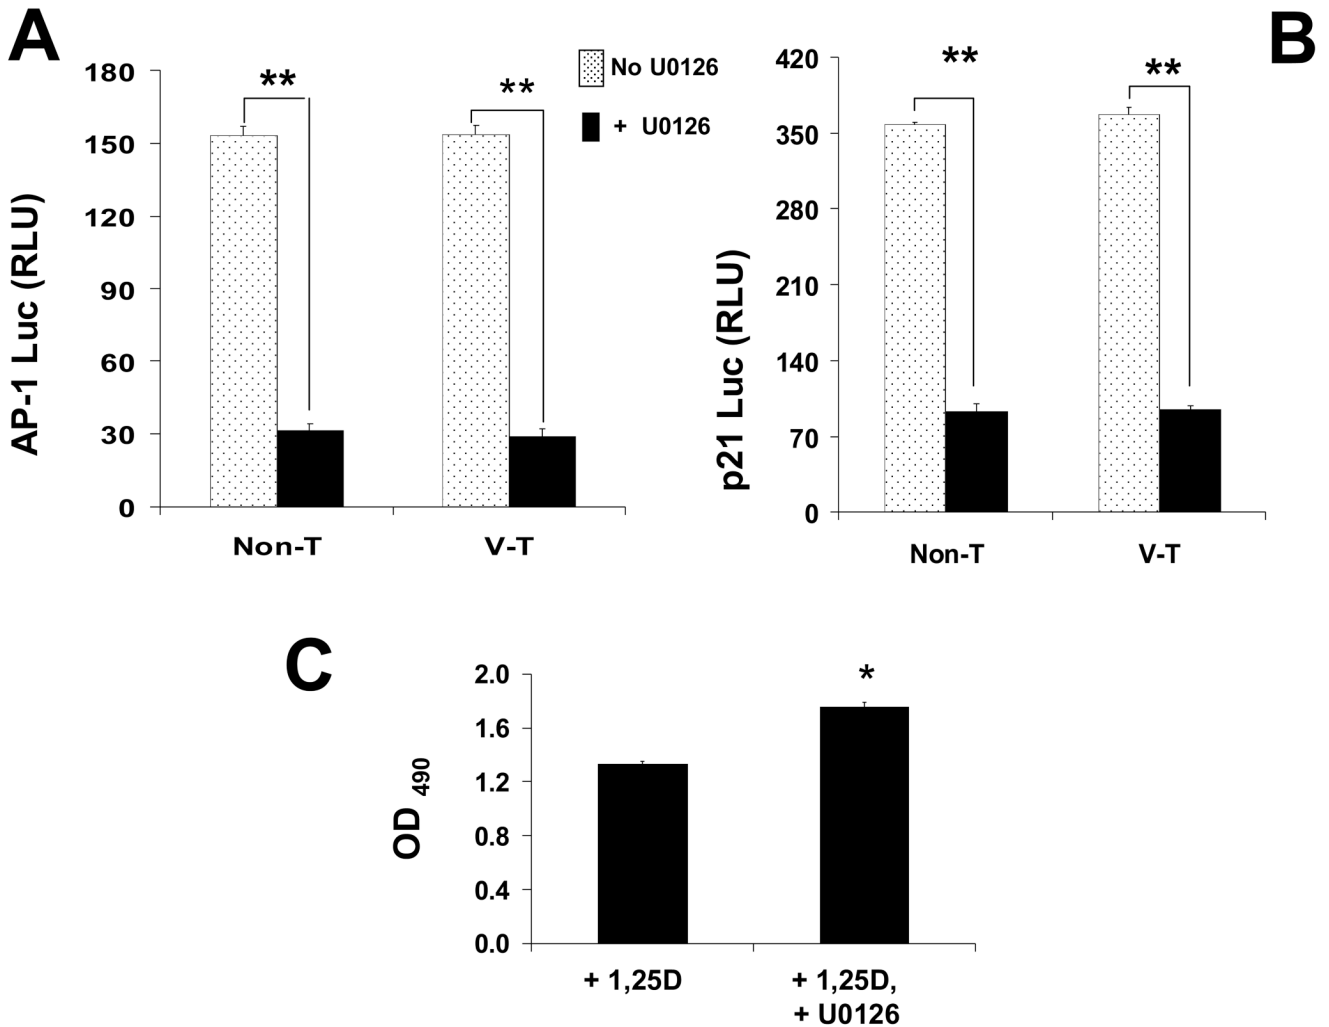 A
B
**
**
180
150
120
90
60
30
0
AP-1 Luc (RLU)
Non-T
V-T
No U0126
+ U0126
**
**
420
350
280
210
140
70
0
p21 Luc (RLU)
Non-T
V-T
C
*
2.0
1.6
1.2
0.8
0.4
0.0
OD 490
+ 1,25D
+ 1,25D,
+ U0126